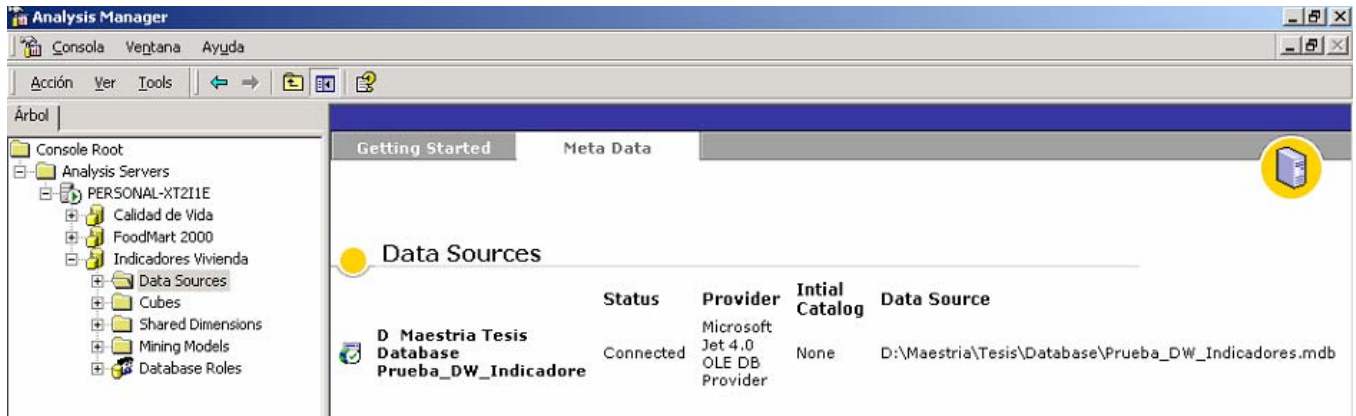 Analysis Manager
Consola Ventana Ayuda
Acción Ver Tools
Árbol
Console Root
Analysis Servers
PERSONAL-XT2I1E
Calidad de Vida
FoodMart 2000
Indicadores Vivienda
Data Sources
Cubes
Shared Dimensions
Mining Models
Database Roles
Getting Started Meta Data
Data Sources
Status Provider Intial Catalog Data Source
D Maestria Tesis
Database
Prueba_DW_Indicadore
Connected
Microsoft
Jet 4.0
OLE DB
Provider
None
D:\Maestria\Tesis\Database\Prueba_DW_Indicadores.mdb